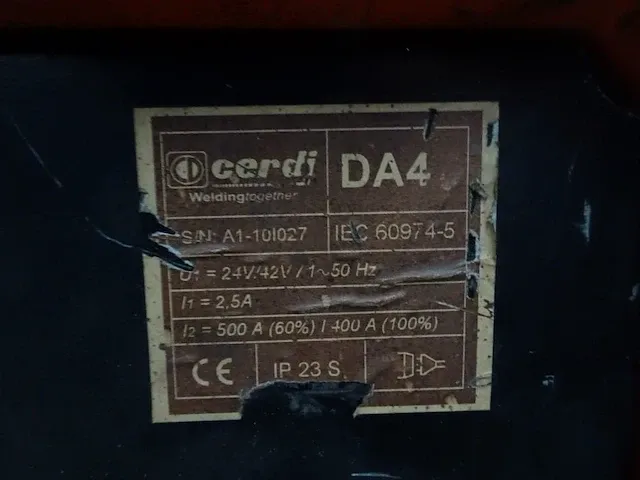 cerdi
Weldingtogether
DA4
S/N: A1-10I027
IEC 60974-5
U1 = 24V/42V / 1~50 Hz
I1 = 2,5A
I2 = 500 A (60%) / 400 A (100%)
CE
IP 23 S